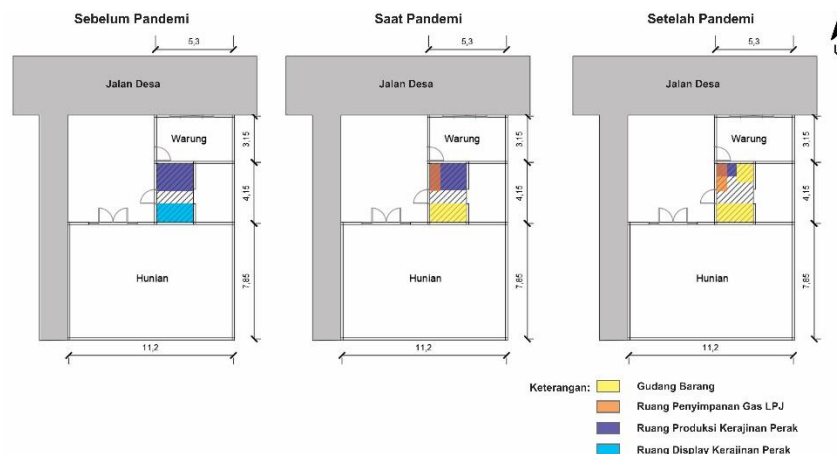 Sebelum Pandemi
Saat Pandemi
Setelah Pandemi
U
5,3
5,3
5,3
Jalan Desa
Jalan Desa
Jalan Desa
Warung
Warung
Warung
3,15
3,15
3,15
4,15
4,15
4,15
Hunian
Hunian
Hunian
7,85
7,85
7,85
11,2
11,2
11,2
Keterangan:
Gudang Barang
Ruang Penyimpanan Gas LPJ
Ruang Produksi Kerajinan Perak
Ruang Display Kerajinan Perak